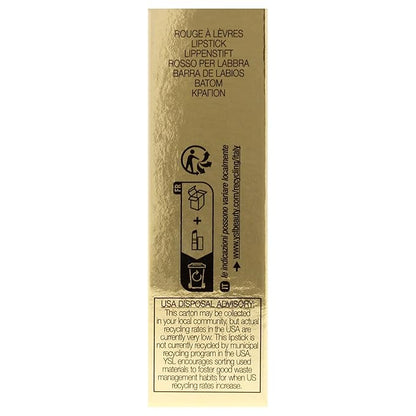 ROUGE À LÈVRES
LIPSTICK
LIPPENSTIFT
ROSSO PER LABBRA
BARRA DE LABIOS
BATOM
ΚΡΑΓΙΟΝ
FR
+
IT
le indicazioni possono variare localmente
www.yslbeauty.com/recycling/italy
USA DISPOSAL ADVISORY:
This carton may be collected
in your local community, but actual
recycling rates in the USA are
currently very low. This lipstick is
not currently recycled by municipal
recycling program in the USA.
YSL encourages sorting used
materials to foster good waste
management habits for when US
recycling rates increase.